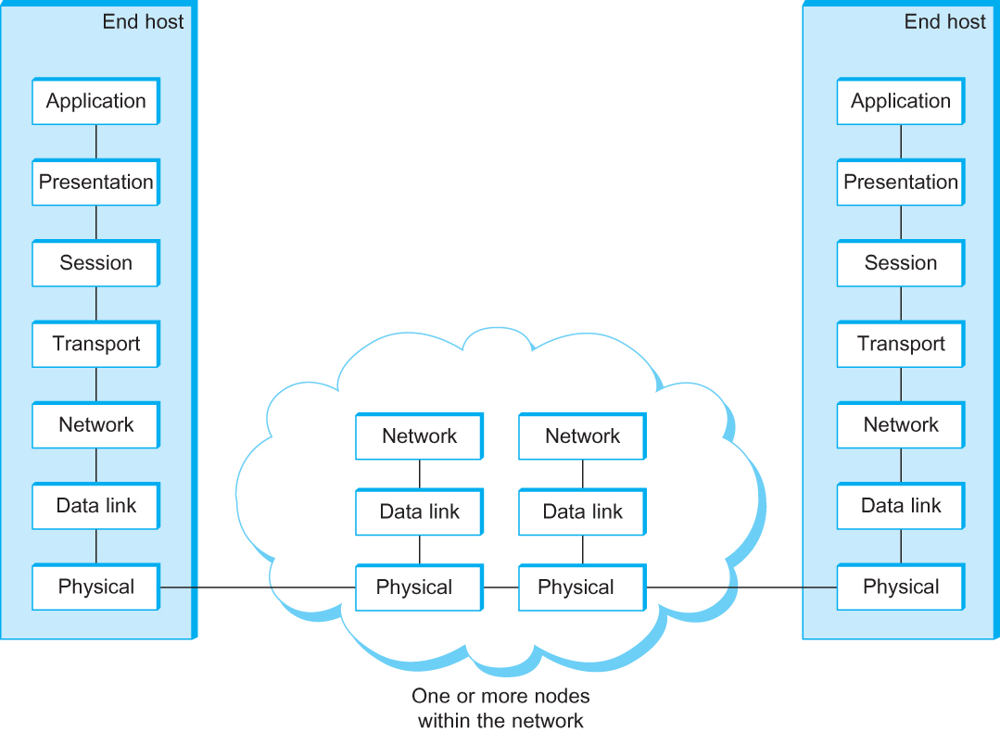 End host
Application
Presentation
Session
Transport
Network
Data link
Physical
Network
Data link
Physical
Network
Data link
Physical
One or more nodes
within the network
End host
Application
Presentation
Session
Transport
Network
Data link
Physical